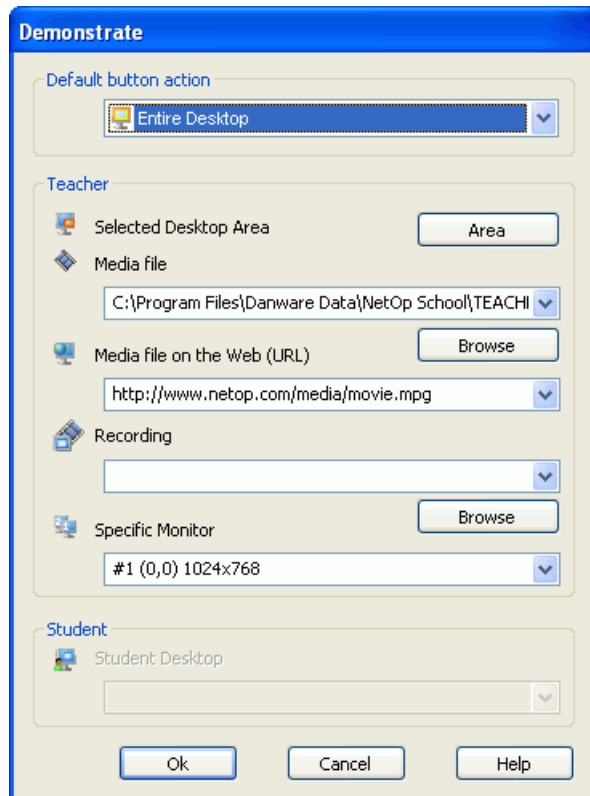 Demonstrate
Default button action
Entire Desktop
Teacher
Selected Desktop Area
Area
Media file
C:\Program Files\Danware Data\NetOp School\TEACHI
Browse
Media file on the Web (URL)
http://www.netop.com/media/movie.mpg
Recording
Browse
Specific Monitor
#1 (0,0) 1024x768
Student
Student Desktop
Ok
Cancel
Help